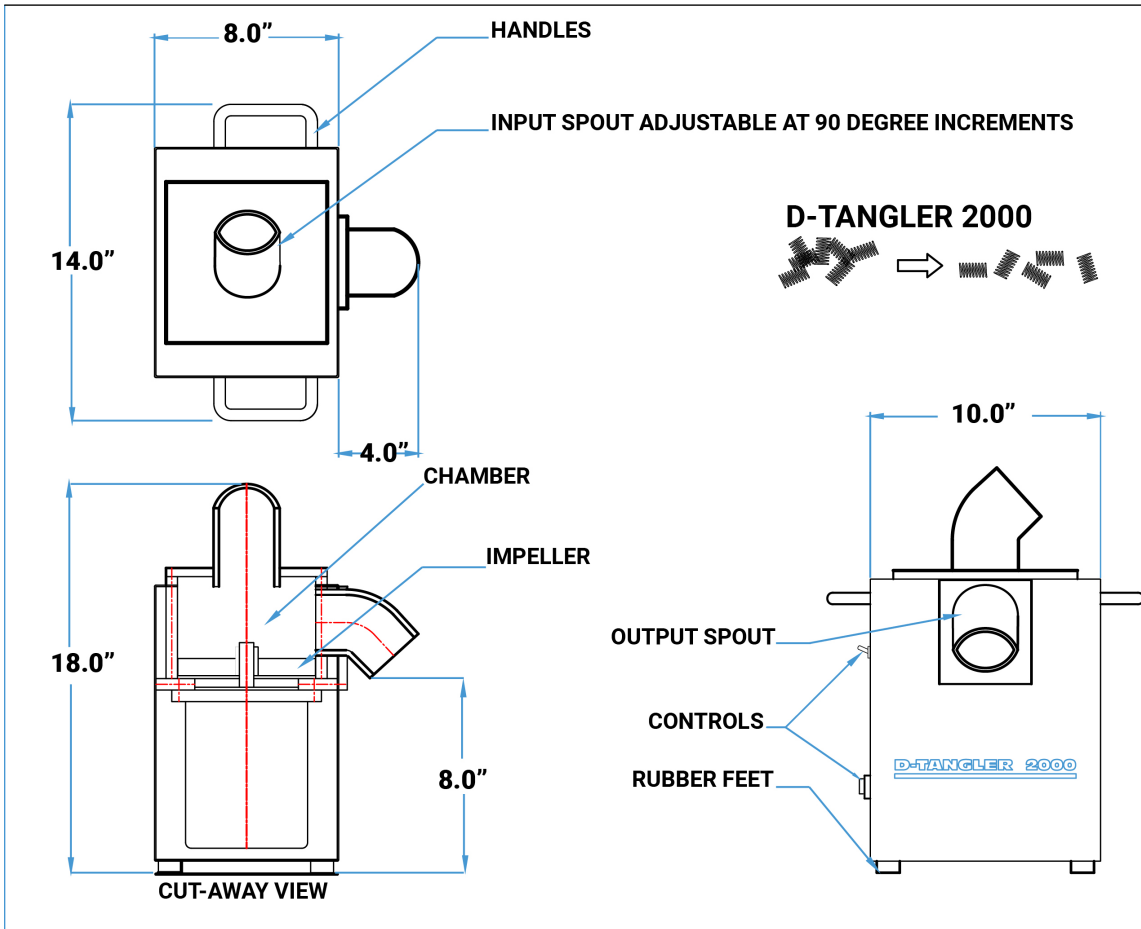 8.0”
HANDLES
INPUT SPOUT ADJUSTABLE AT 90 DEGREE INCREMENTS
D-TANGLER 2000
14.0”
10.0”
4.0”
CHAMBER
IMPELLER
OUTPUT SPOUT
18.0”
CONTROLS
8.0”
D-TANGLER 2000
RUBBER FEET
CUT-AWAY VIEW